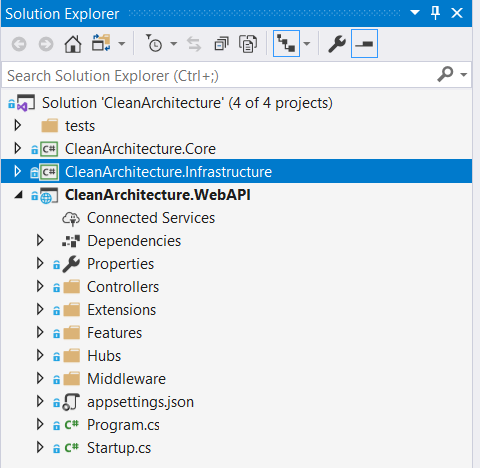 Solution Explorer
Search Solution Explorer (Ctrl+;)
Solution 'CleanArchitecture' (4 of 4 projects)
tests
C# CleanArchitecture.Core
C# CleanArchitecture.Infrastructure
CleanArchitecture.WebAPI
Connected Services
Dependencies
Properties
Controllers
Extensions
Features
Hubs
Middleware
appsettings.json
C# Program.cs
C# Startup.cs